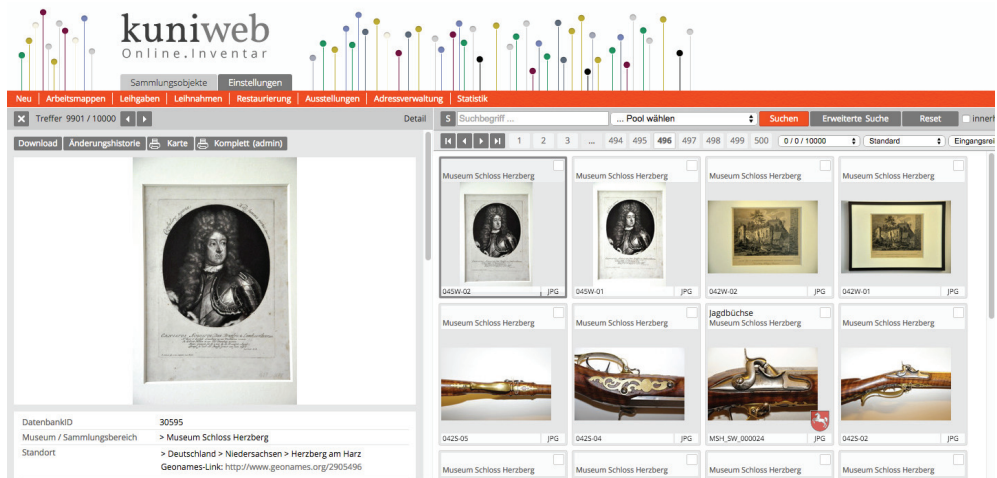 kuniweb
Online.Inventar
Sammlungsobjekte Einstellungen
Neu | Arbeitsmappen | Leihgaben | Leihnahmen | Restaurierung | Ausstellungen | Adressverwaltung | Statistik
Treffer 9901 / 10000 Detail
Download Änderungshistorie Karte Komplett (admin)
DatenbankID 30595
Museum / Sammlungsbereich > Museum Schloss Herzberg
Standort > Deutschland > Niedersachsen > Herzberg am Harz
Geonames-Link: http://www.geonames.org/2905496
S Suchbegriff ... ... Pool wählen Suchen Erweiterte Suche Reset innerh
1 2 3 ... 494 495 496 497 498 499 500 0 / 0 / 10000 Standard Eingangsrei
Museum Schloss Herzberg Museum Schloss Herzberg Museum Schloss Herzberg Museum Schloss Herzberg
045W-02 JPG 045W-01 JPG 042W-02 JPG 042W-01 JPG
Jagdbüchse
Museum Schloss Herzberg Museum Schloss Herzberg Museum Schloss Herzberg Museum Schloss Herzberg
042S-05 JPG 042S-04 JPG MSH_SW_000024 JPG 042S-02 JPG
Museum Schloss Herzberg Museum Schloss Herzberg Museum Schloss Herzberg Museum Schloss Herzberg